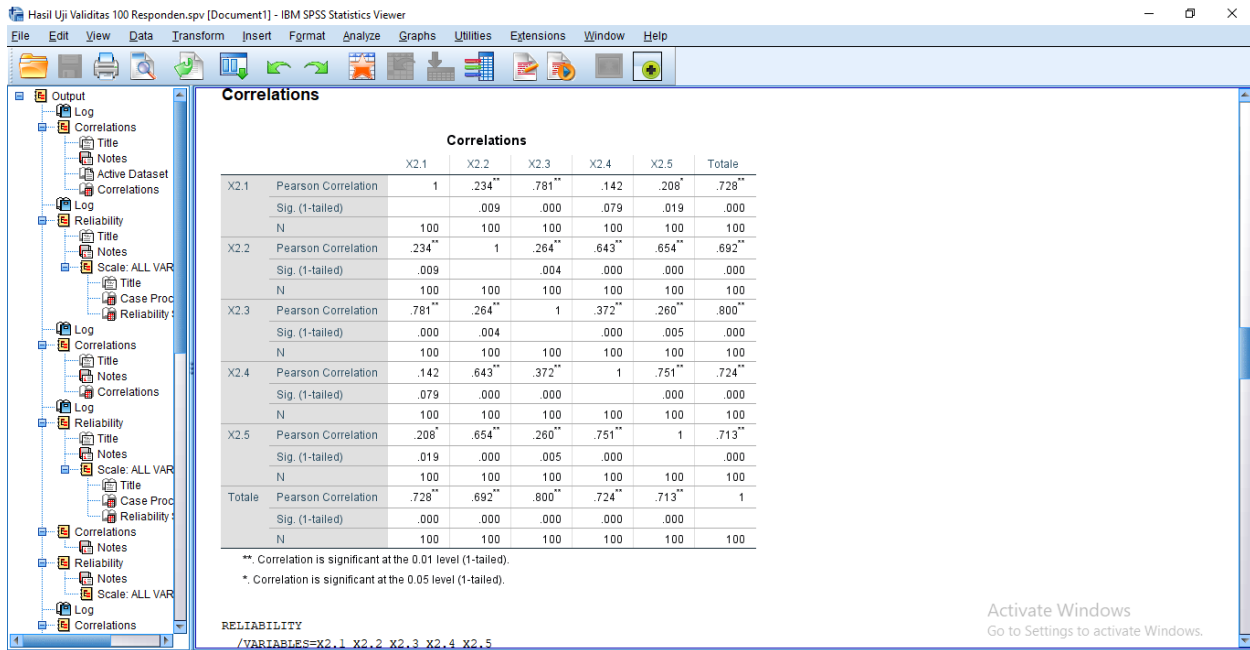 Hasil Uji Validitas 100 Responden.spv [Document1] - IBM SPSS Statistics Viewer
File Edit View Data Transform Insert Format Analyze Graphs Utilities Extensions Window Help
Output
Log
Correlations
Title
Notes
Active Dataset
Correlations
Log
Reliability
Title
Notes
Scale: ALL VAR
Title
Case Proc
Reliability
Log
Correlations
Title
Notes
Correlations
Log
Reliability
Title
Notes
Scale: ALL VAR
Title
Case Proc
Reliability
Correlations
Notes
Reliability
Notes
Scale: ALL VAR
Log
Correlations
Correlations
Correlations
X2.1 X2.2 X2.3 X2.4 X2.5 Totale
X2.1 Pearson Correlation 1 .234** .781** .142 .208* .728**
Sig. (1-tailed) .009 .000 .079 .019 .000
N 100 100 100 100 100 100
X2.2 Pearson Correlation .234** 1 .264** .643** .654** .692**
Sig. (1-tailed) .009 .004 .000 .000 .000
N 100 100 100 100 100 100
X2.3 Pearson Correlation .781** .264** 1 .372** .260** .800**
Sig. (1-tailed) .000 .004 .000 .005 .000
N 100 100 100 100 100 100
X2.4 Pearson Correlation .142 .643** .372** 1 .751** .724**
Sig. (1-tailed) .079 .000 .000 .000 .000
N 100 100 100 100 100 100
X2.5 Pearson Correlation .208* .654** .260** .751** 1 .713**
Sig. (1-tailed) .019 .000 .005 .000 .000
N 100 100 100 100 100 100
Totale Pearson Correlation .728** .692** .800** .724** .713** 1
Sig. (1-tailed) .000 .000 .000 .000 .000
N 100 100 100 100 100 100
**. Correlation is significant at the 0.01 level (1-tailed).
*. Correlation is significant at the 0.05 level (1-tailed).
RELIABILITY
/VARIABLES=X2.1 X2.2 X2.3 X2.4 X2.5
Activate Windows
Go to Settings to activate Windows.